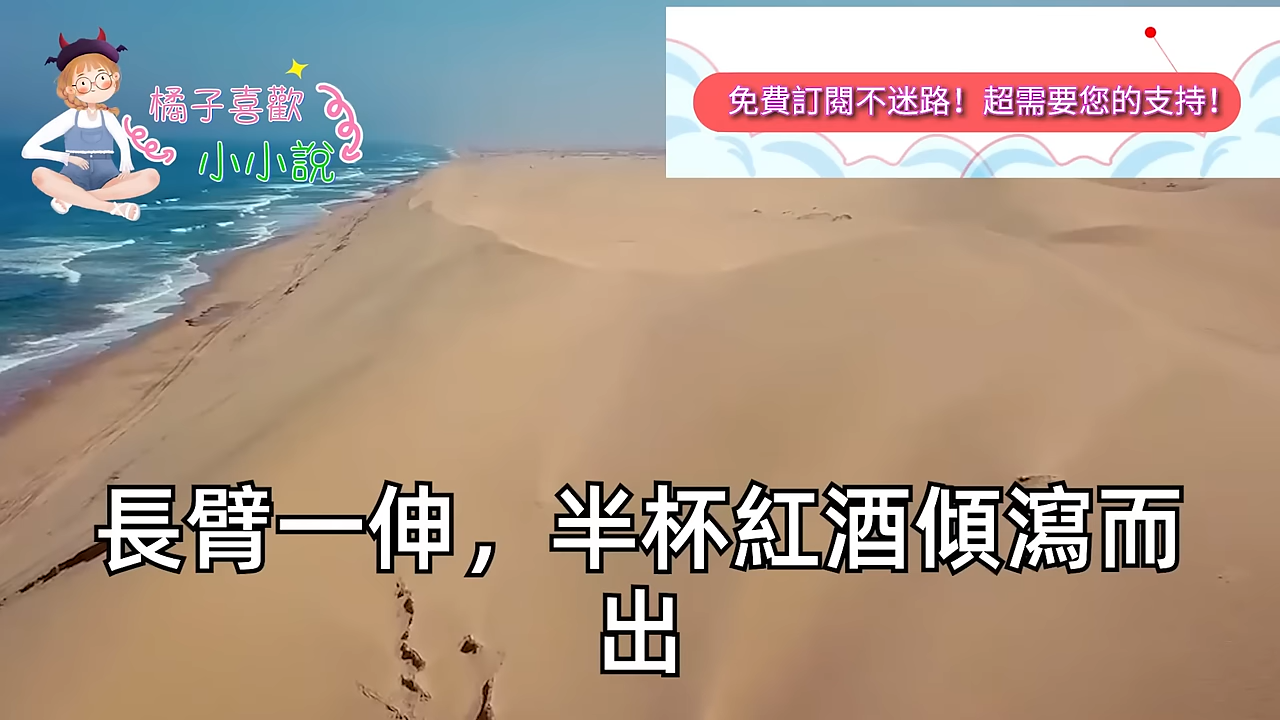 橘子喜歡
小小說
免費訂閱不迷路！超需要您的支持！
長臂一伸，半杯紅酒傾瀉而
出